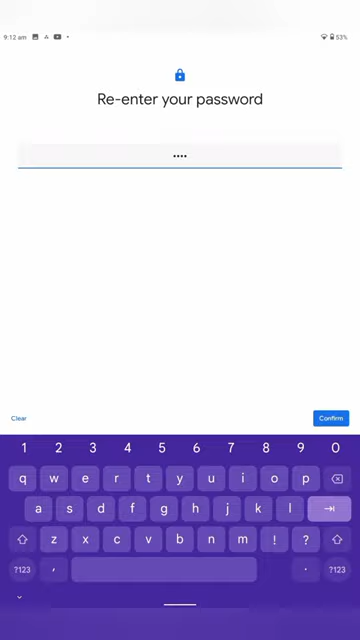 9:12 am 53%
Re-enter your password
••••
Clear Confirm
1 2 3 4 5 6 7 8 9 0
q w e r t y u i o p
a s d f g h j k l
z x c v b n m ! ?
?123 , . ?123